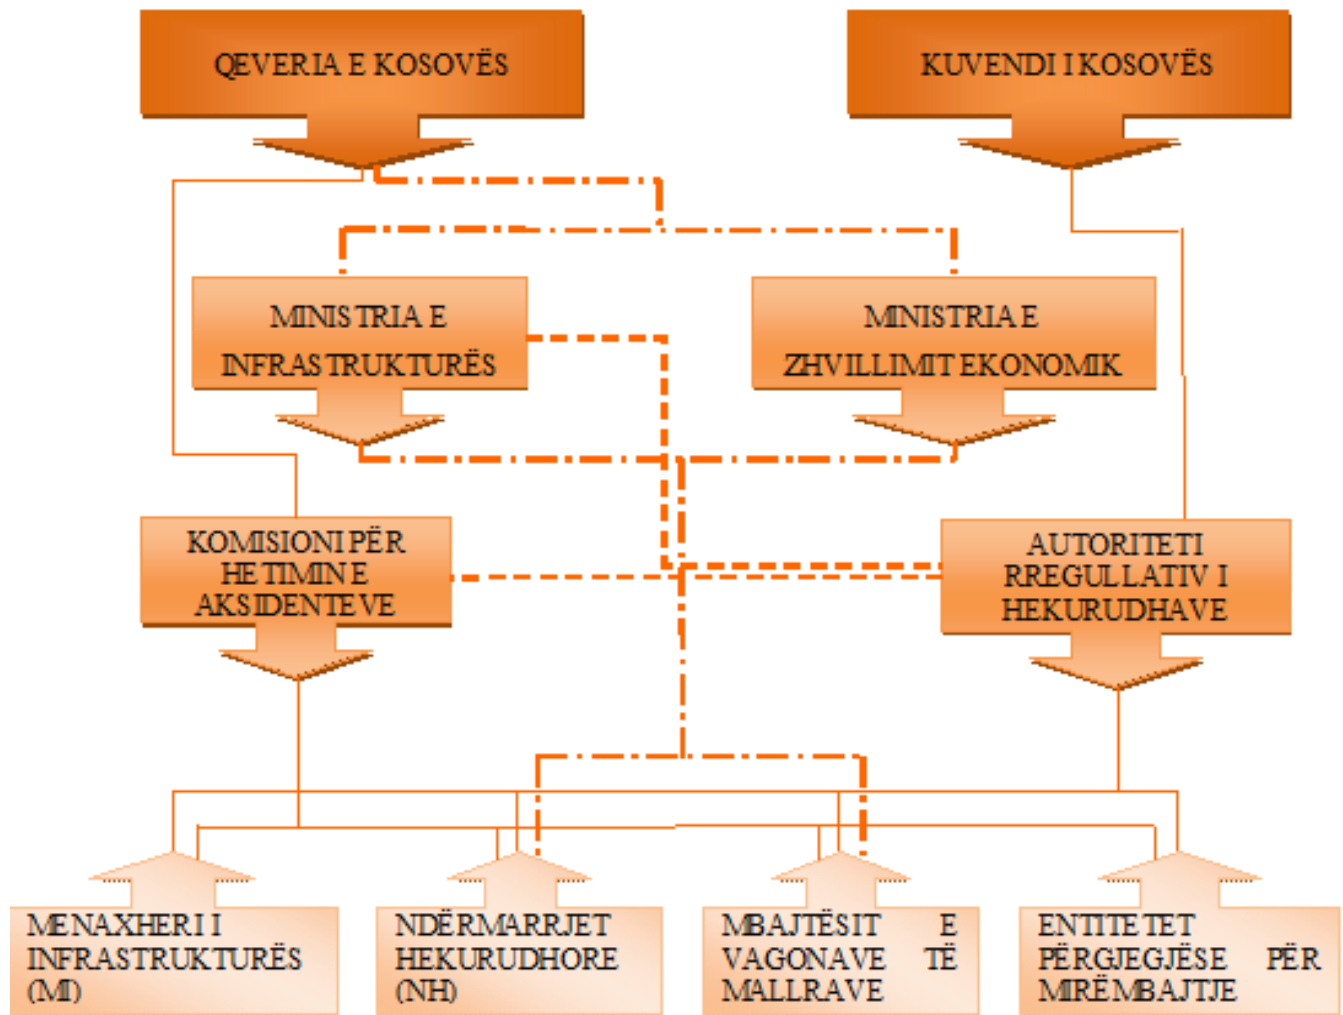 QEVERIA E KOSOVËS
KUVENDI I KOSOVËS
MINISTRIA E
INFRASTRUKTURËS
MINISTRIA E
ZHVILLIMIT EKONOMIK
KOMISIONI PËR
HETIMIN E
AKSIDENTEVE
AUTORITETI
RREGULLATIV I
HEKURUDHAVE
MENAXHERI I
INFRASTRUKTURËS
(MI)
NDËRMARRJET
HEKURUDHORE
(NH)
MBAJTËSIT E
VAGONAVE TË
MALLRAVE
ENTITETET
PËRGJEGJËSE PËR
MIRËMBAJTJE